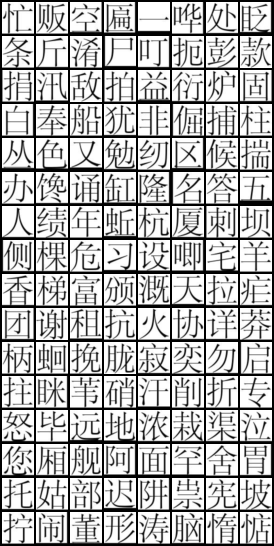 忙贩空匾一哗处眨
条斤淆尸叮扼彭款
捐汛敌拍益衍炉固
白奉船犹非倔捕柱
丛色又勉纫区候揣
办馋诵缸隆名答五
人绩年蚯杭厦刺坝
侧棵危习设唧宅羊
香梯富颁溉天拉疟
团谢租抗火协详莽
柄蛔挽胧寂奕勿启
拄眯苇硝汗削折专
怒毕远地浓栽渠泣
您厢舰阿面罕舍胃
托姑部迟阱祟宪坡
拧闹董形涛脑惰惦